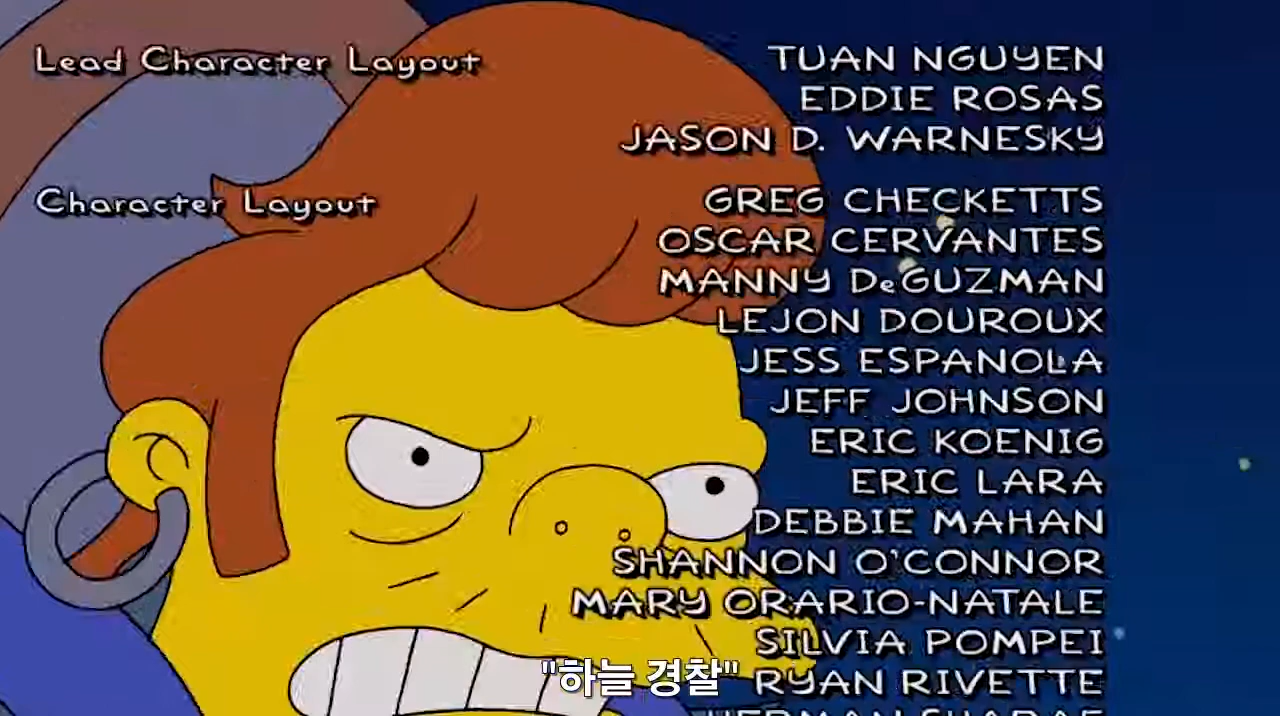 Lead Character Layout TUAN NGUYEN
EDDIE ROSAS
JASON D. WARNESKY
Character Layout GREG CHECKETTS
OSCAR CERVANTES
MANNY DeGUZMAN
LEJON DOUROUX
JESS ESPANOLA
JEFF JOHNSON
ERIC KOENIG
ERIC LARA
DEBBIE MAHAN
SHANNON O'CONNOR
MARY ORARIO-NATALE
SILVIA POMPEI
"하늘 경찰" RYAN RIVETTE